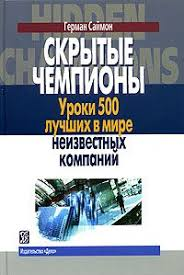 HIDDEN
CHAMPIONS
Герман Саймон
СКРЫТЫЕ
ЧЕМПИОНЫ
Уроки 500
лучших в мире
неизвестных
компаний
Издательство «Дело»